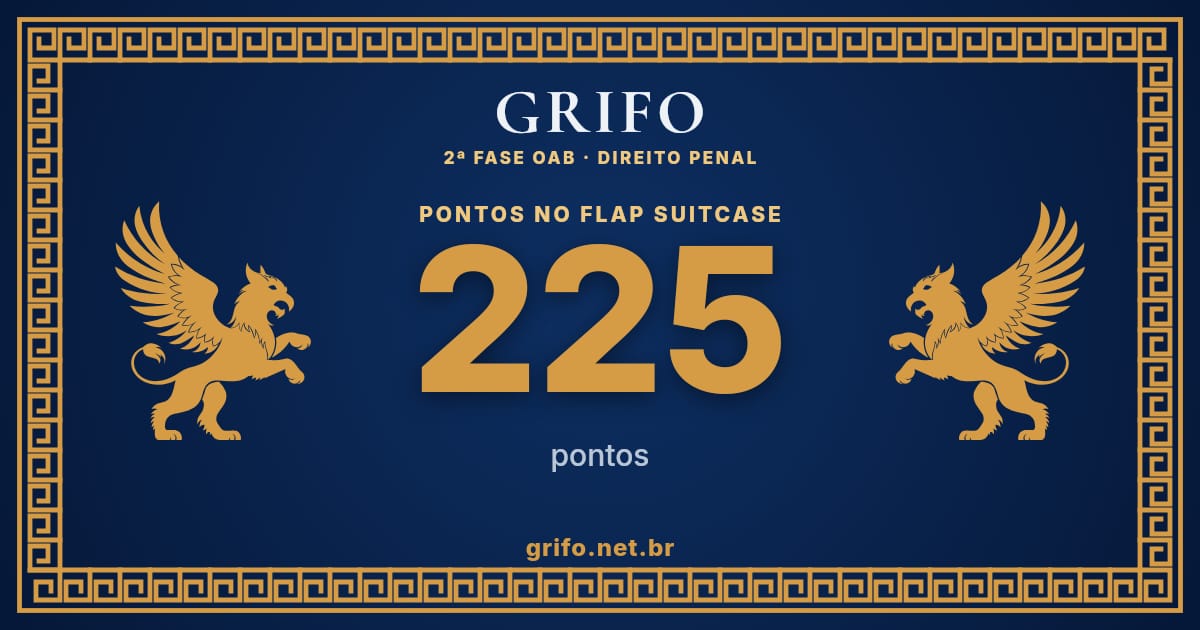 GRIFO
2ª FASE OAB · DIREITO PENAL
PONTOS NO FLAP SUITCASE
225
pontos
grifo.net.br